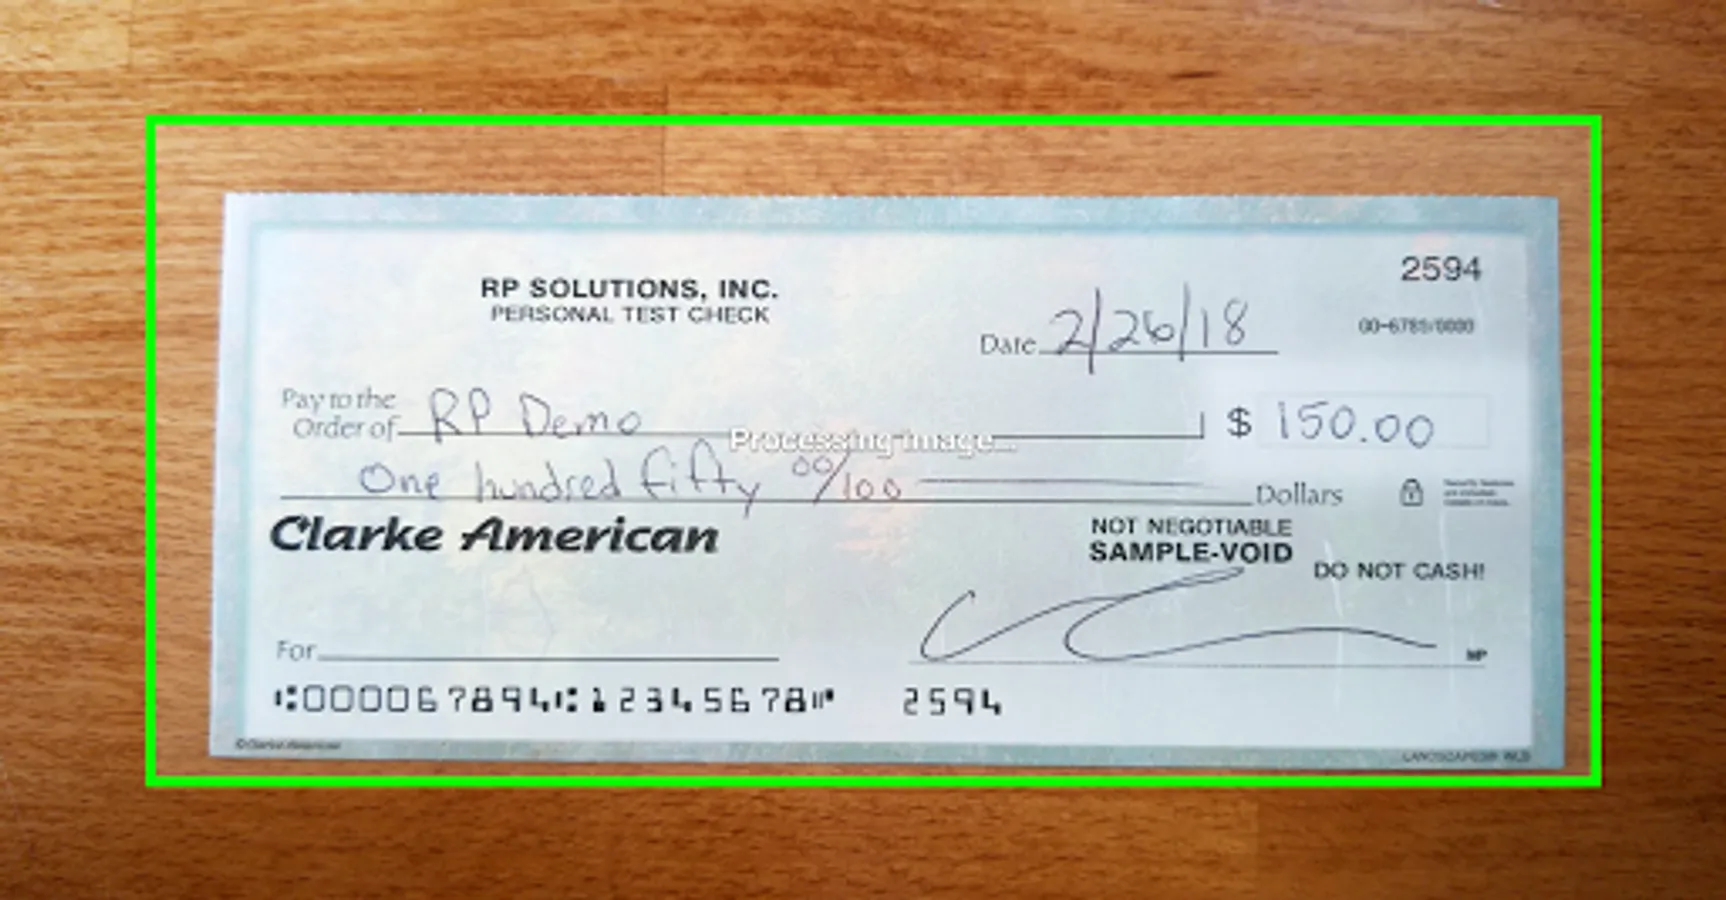 2594
RP SOLUTIONS, INC.
PERSONAL TEST CHECK
00-6789/0000
Date 2/26/18
Pay to the
Order of RP Demo $ 150.00
Processing image...
One hundred fifty 00/100 Dollars
Clarke American
NOT NEGOTIABLE
SAMPLE-VOID
DO NOT CASH!
For
MP
⑆000067894⑆12345678⑈ 2594
© Clarke American